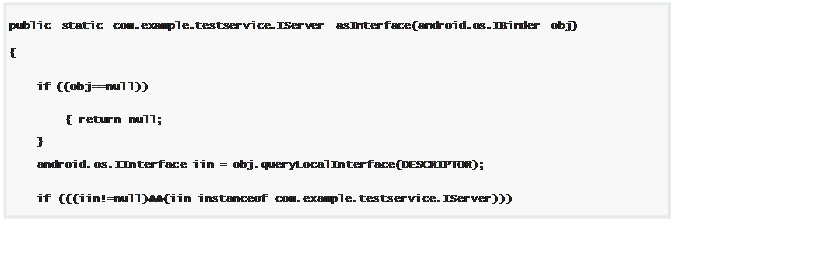 public static com.example.testservice.IServer asInterface(android.os.IBinder obj)
{
if ((obj==null))
{ return null;
}
android.os.IInterface iin = obj.queryLocalInterface(DESCRIPTOR);
if (((iin!=null)&&(iin instanceof com.example.testservice.IServer)))